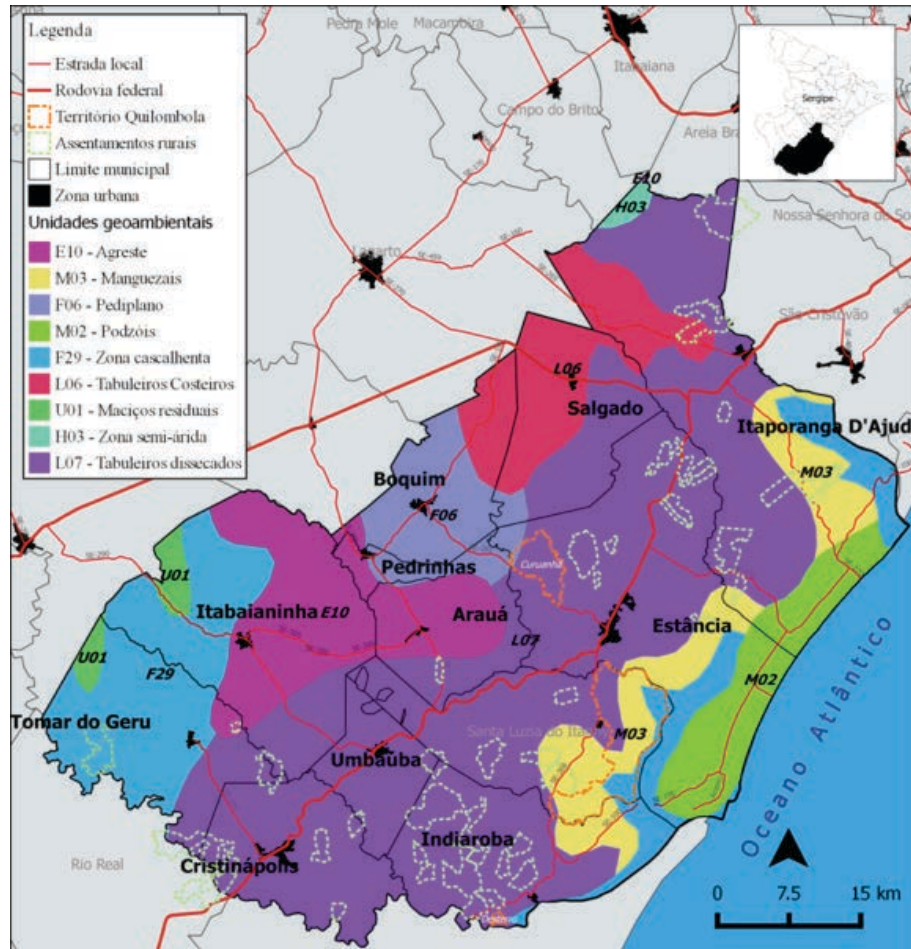 Legenda
Estrada local
Rodovia federal
Território Quilombola
Assentamentos rurais
Limite municipal
Zona urbana
Unidades geoambientais
E10 - Agreste
M03 - Manguezais
F06 - Pediplano
M02 - Podzóis
F29 - Zona cascalhenta
L06 - Tabuleiros Costeiros
U01 - Maciços residuais
H03 - Zona semi-árida
L07 - Tabuleiros dissecados
Pedra Mole
Macambira
Itabaiana
Campo do Brito
Areia Bra
Sergipe
E10
H03
Nossa Senhora do So
Lagarto
SE-270
São Cristóvão
L06
Salgado
Itaporanga D'Ajud
M03
Boquim
F06
Pedrinhas
Curuanha
U01
Itabaianinha
E10
Arauá
L07
Estância
U01
F29
M02
Tomar do Geru
Santa Luzia do Ita
M03
Umbaúba
Oceano Atlântico
Rio Real
Cristinápolis
Indiaroba
0 7.5 15 km